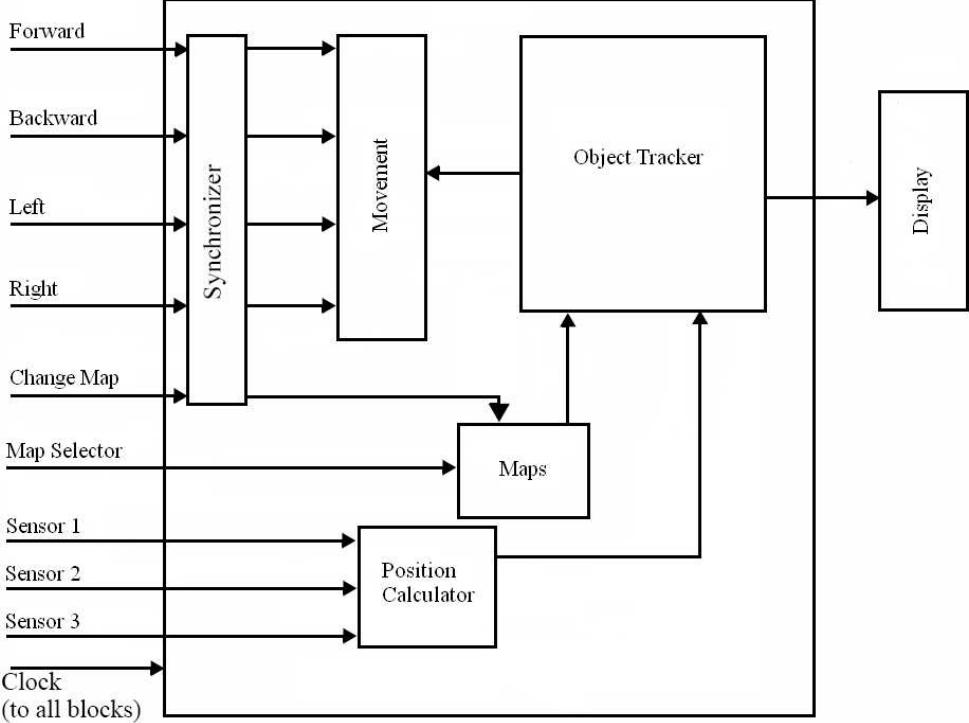 Forward
Backward
Left
Right
Change Map
Map Selector
Sensor 1
Sensor 2
Sensor 3
Clock
(to all blocks)
Synchronizer
Movement
Object Tracker
Maps
Position
Calculator
Display